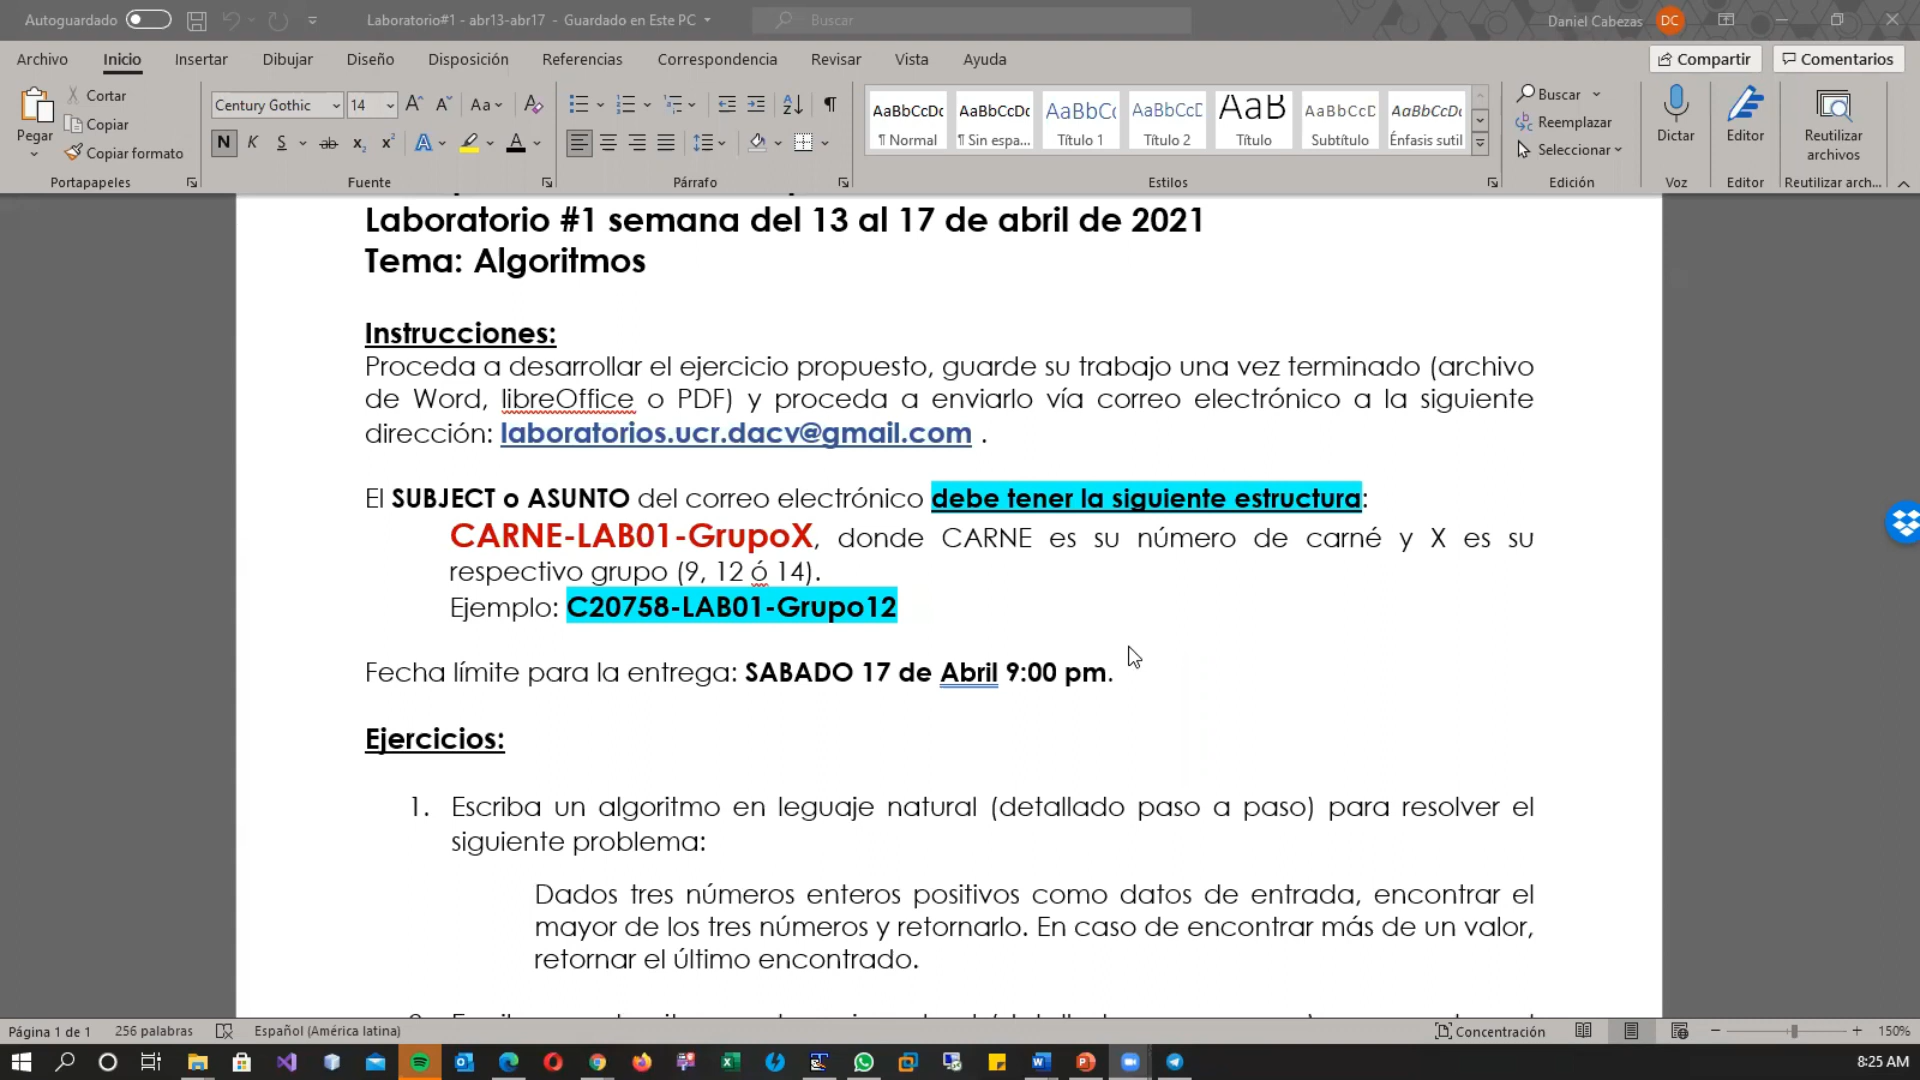 Autoguardado
Laboratorio#1 - abr13-abr17 - Guardado en Este PC
Buscar
Daniel Cabezas DC
Archivo Inicio Insertar Dibujar Diseño Disposición Referencias Correspondencia Revisar Vista Ayuda Compartir Comentarios
Pegar
Cortar
Copiar
Copiar formato
Portapapeles
Century Gothic 14
Aa
N K S ab x₂ x² A A
Fuente
Párrafo
AaBbCcDc ¶ Normal
AaBbCcDc ¶ Sin espa...
AaBbC Título 1
AaBbCcD Título 2
AaB Título
AaBbCcD Subtítulo
AaBbCcDc Énfasis sutil
Estilos
Buscar
Reemplazar
Seleccionar
Edición
Dictar
Voz
Editor
Editor
Reutilizar archivos
Reutilizar arch...
Laboratorio #1 semana del 13 al 17 de abril de 2021
Tema: Algoritmos
Instrucciones:
Proceda a desarrollar el ejercicio propuesto, guarde su trabajo una vez terminado (archivo
de Word, libreOffice o PDF) y proceda a enviarlo vía correo electrónico a la siguiente
dirección: laboratorios.ucr.dacv@gmail.com .
El SUBJECT o ASUNTO del correo electrónico debe tener la siguiente estructura:
CARNE-LAB01-GrupoX, donde CARNE es su número de carné y X es su
respectivo grupo (9, 12 ó 14).
Ejemplo: C20758-LAB01-Grupo12
Fecha límite para la entrega: SABADO 17 de Abril 9:00 pm.
Ejercicios:
1. Escriba un algoritmo en leguaje natural (detallado paso a paso) para resolver el
siguiente problema:
Dados tres números enteros positivos como datos de entrada, encontrar el
mayor de los tres números y retornarlo. En caso de encontrar más de un valor,
retornar el último encontrado.
Página 1 de 1 256 palabras Español (América latina) Concentración 150%
8:25 AM